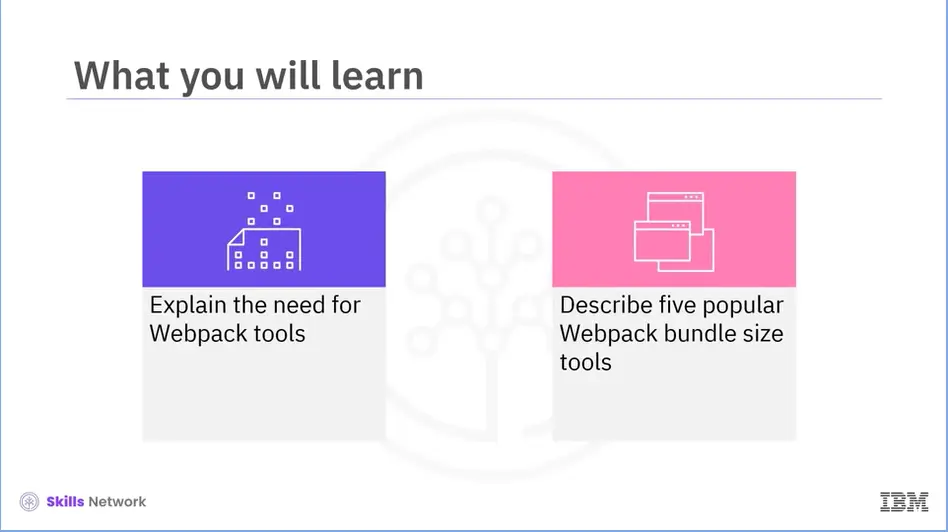 What you will learn
Explain the need for
Webpack tools
Describe five popular
Webpack bundle size
tools
Skills Network
IBM